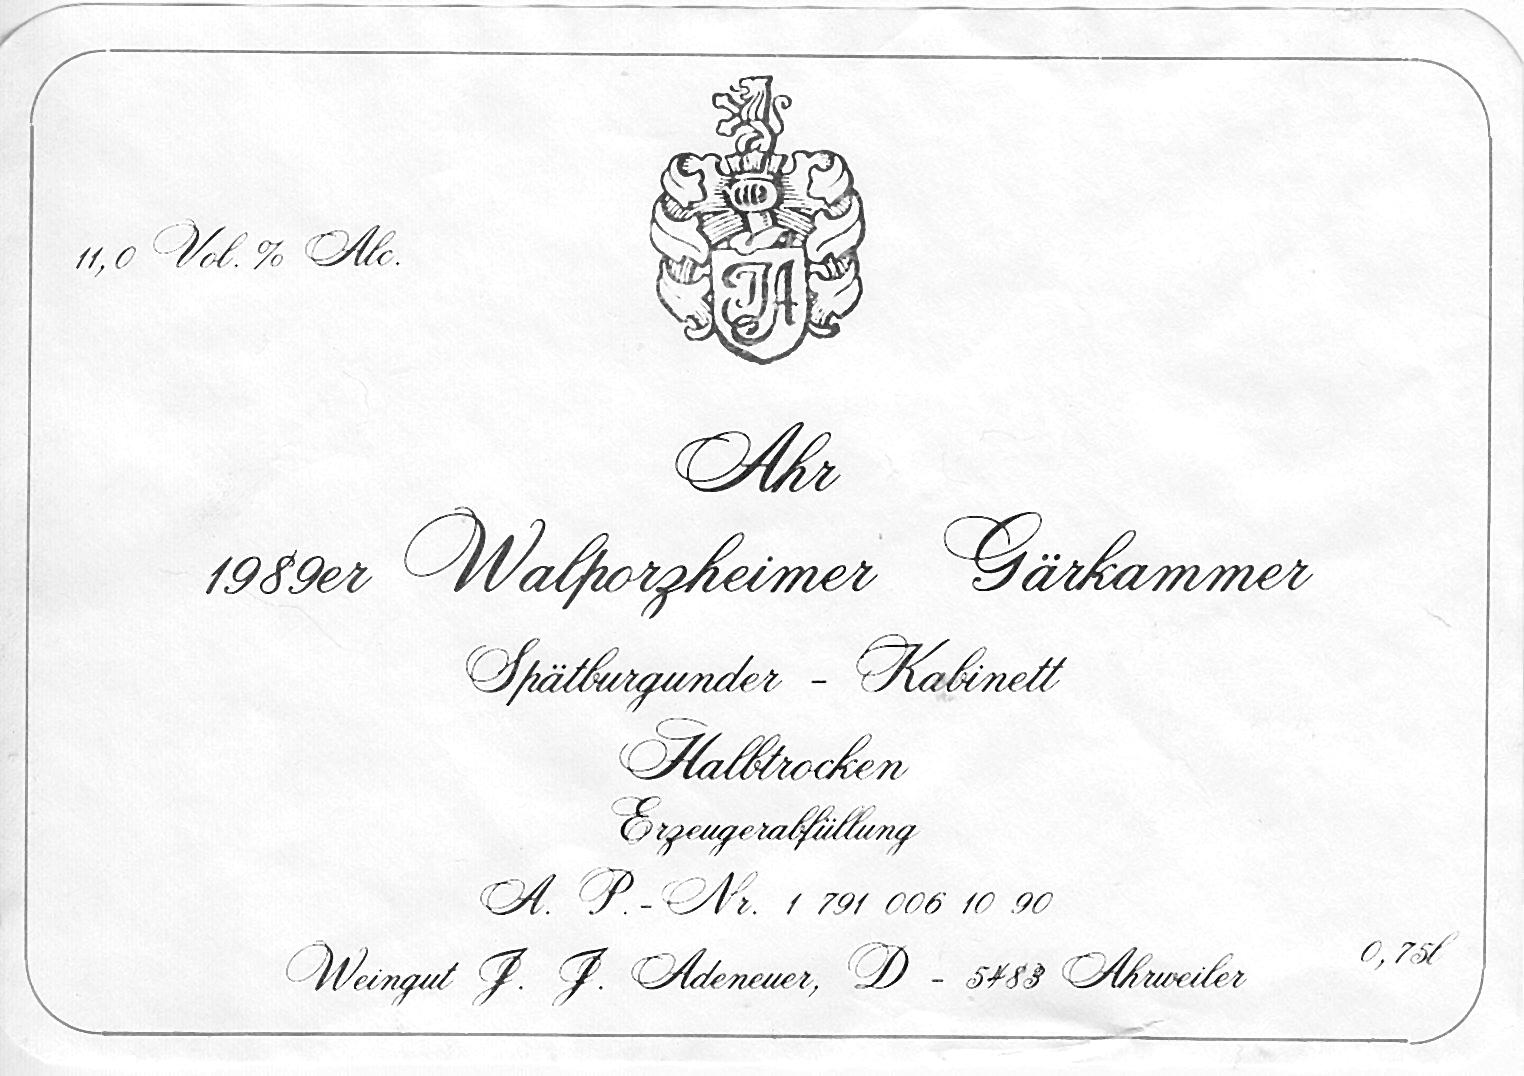 11,0 Vol. % Alc.
JA
Ahr
1989er Walporzheimer Gärkammer
Spätburgunder - Kabinett
Halbtrocken
Erzeugerabfüllung
A. P.-Nr. 1 791 006 10 90
Weingut J. J. Adeneuer, D - 5483 Ahrweiler
0,75l